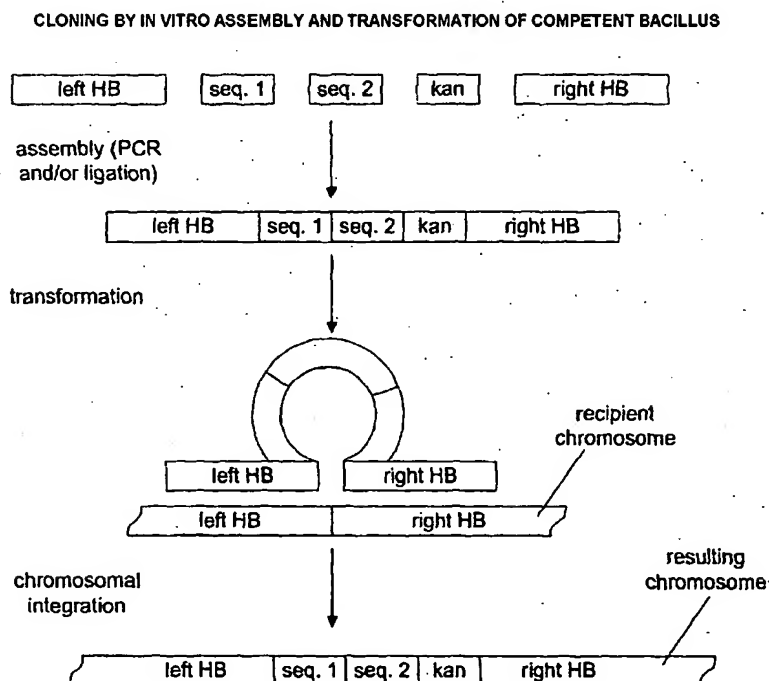 CLONING BY IN VITRO ASSEMBLY AND TRANSFORMATION OF COMPETENT BACILLUS
left HB seq. 1 seq. 2 kan right HB
assembly (PCR
and/or ligation)
left HB seq. 1 seq. 2 kan right HB
transformation
recipient
chromosome
left HB right HB
left HB right HB
chromosomal
integration
resulting
chromosome
left HB seq. 1 seq. 2 kan right HB